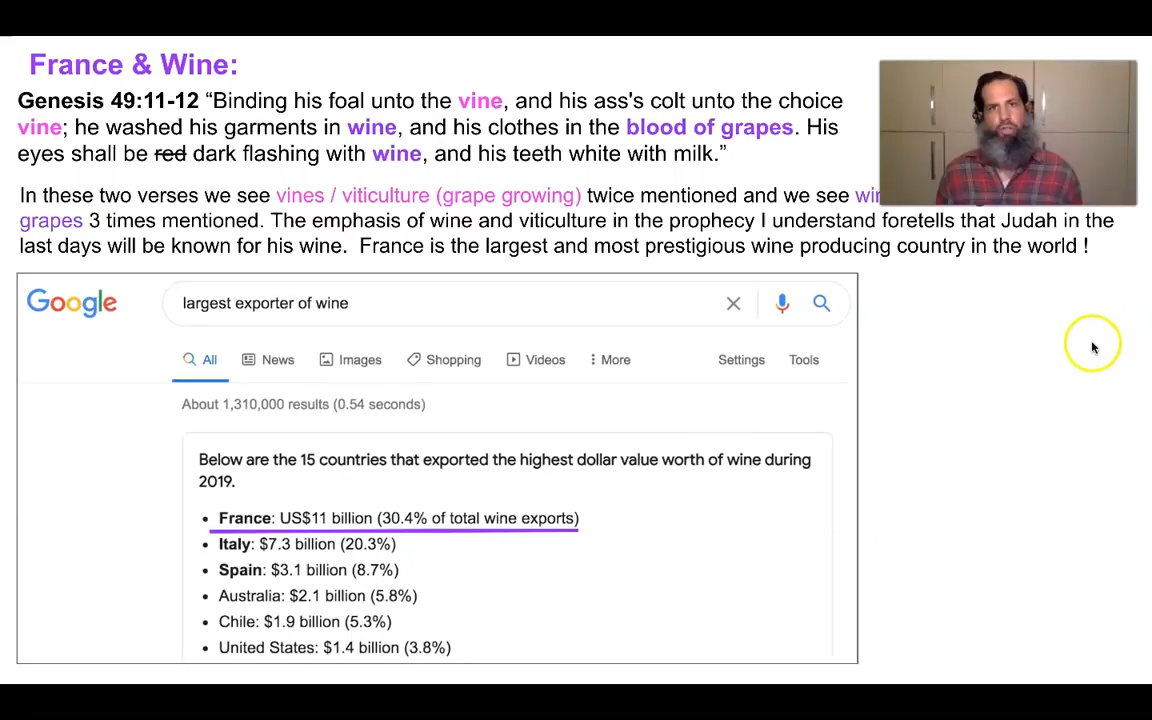 France & Wine:
Genesis 49:11-12 “Binding his foal unto the vine, and his ass's colt unto the choice
vine; he washed his garments in wine, and his clothes in the blood of grapes. His
eyes shall be red dark flashing with wine, and his teeth white with milk.”
In these two verses we see vines / viticulture (grape growing) twice mentioned and we see
grapes 3 times mentioned. The emphasis of wine and viticulture in the prophecy I understand foretells that Judah in the
last days will be known for his wine. France is the largest and most prestigious wine producing country in the world !
Google
largest exporter of wine
All News Images Shopping Videos More Settings Tools
About 1,310,000 results (0.54 seconds)
Below are the 15 countries that exported the highest dollar value worth of wine during
2019.
• France: US$11 billion (30.4% of total wine exports)
• Italy: $7.3 billion (20.3%)
• Spain: $3.1 billion (8.7%)
• Australia: $2.1 billion (5.8%)
• Chile: $1.9 billion (5.3%)
• United States: $1.4 billion (3.8%)